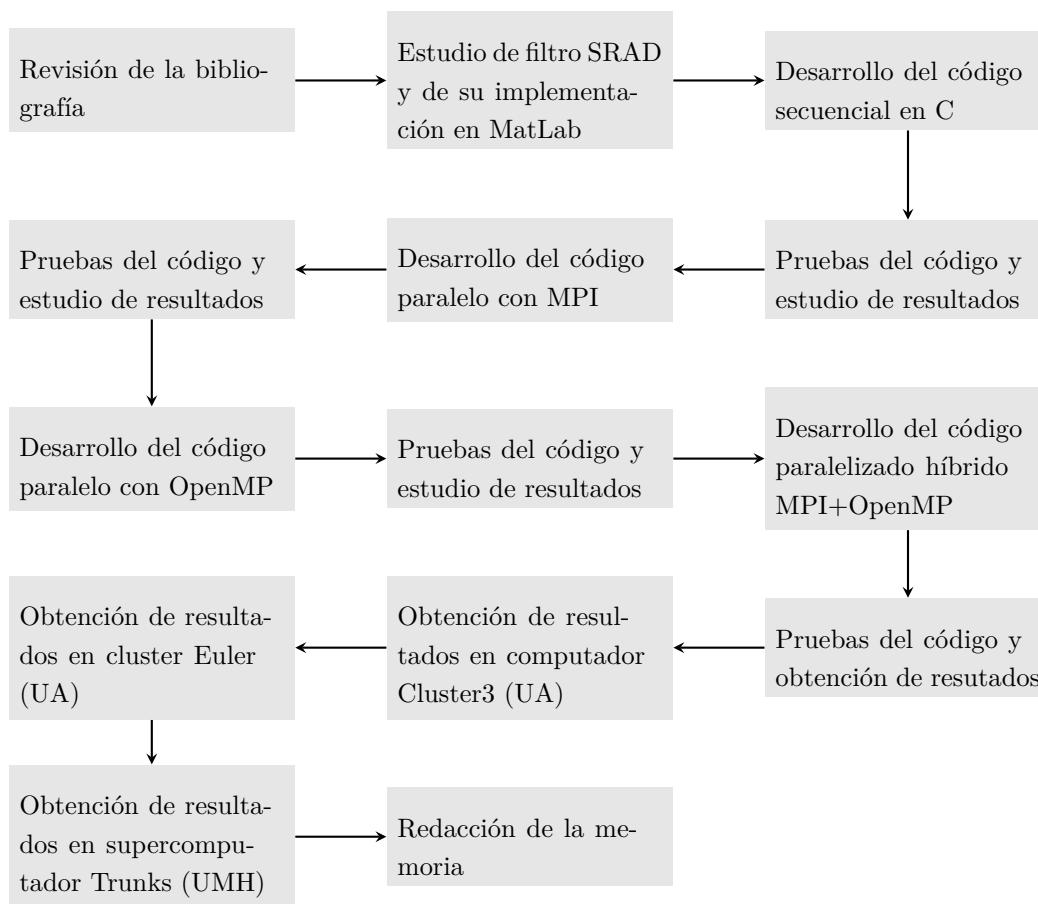 Revisión de la biblio-
grafía
Estudio de filtro SRAD
y de su implementa-
ción en MatLab
Desarrollo del código
secuencial en C
Pruebas del código y
estudio de resultados
Desarrollo del código
paralelo con MPI
Pruebas del código y
estudio de resultados
Desarrollo del código
paralelo con OpenMP
Pruebas del código y
estudio de resultados
Desarrollo del código
paralelizado híbrido
MPI+OpenMP
Pruebas del código y
obtención de resutados
Obtención de resul-
tados en computador
Cluster3 (UA)
Obtención de resulta-
dos en cluster Euler
(UA)
Obtención de resulta-
dos en supercompu-
tador Trunks (UMH)
Redacción de la me-
moria